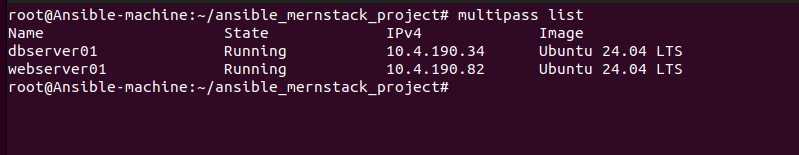 root@Ansible-machine:~/ansible_mernstack_project# multipass list
Name                    State             IPv4             Image
dbserver01              Running           10.4.190.34      Ubuntu 24.04 LTS
webserver01             Running           10.4.190.82      Ubuntu 24.04 LTS
root@Ansible-machine:~/ansible_mernstack_project#